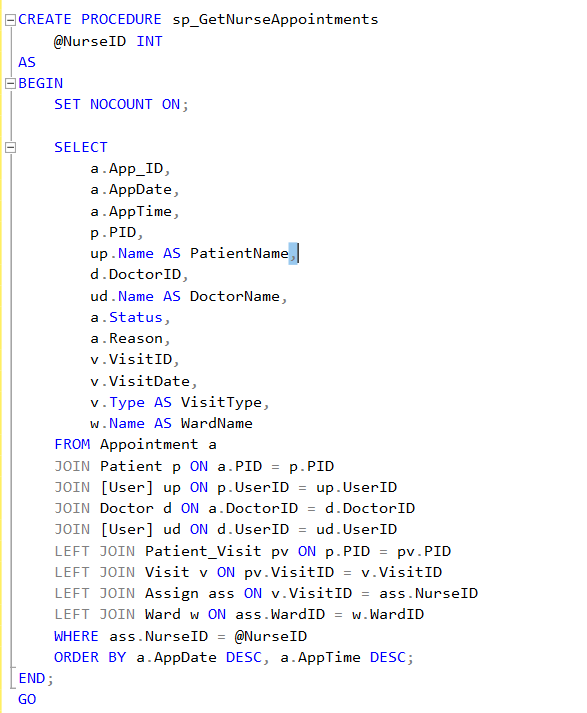 CREATE PROCEDURE sp_GetNurseAppointments
    @NurseID INT
AS
BEGIN
    SET NOCOUNT ON;

    SELECT
        a.App_ID,
        a.AppDate,
        a.AppTime,
        p.PID,
        up.Name AS PatientName,
        d.DoctorID,
        ud.Name AS DoctorName,
        a.Status,
        a.Reason,
        v.VisitID,
        v.VisitDate,
        v.Type AS VisitType,
        w.Name AS WardName
    FROM Appointment a
    JOIN Patient p ON a.PID = p.PID
    JOIN [User] up ON p.UserID = up.UserID
    JOIN Doctor d ON a.DoctorID = d.DoctorID
    JOIN [User] ud ON d.UserID = ud.UserID
    LEFT JOIN Patient_Visit pv ON p.PID = pv.PID
    LEFT JOIN Visit v ON pv.VisitID = v.VisitID
    LEFT JOIN Assign ass ON v.VisitID = ass.NurseID
    LEFT JOIN Ward w ON ass.WardID = w.WardID
    WHERE ass.NurseID = @NurseID
    ORDER BY a.AppDate DESC, a.AppTime DESC;
END;
GO